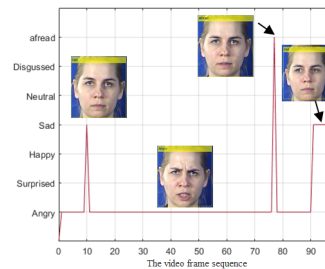 afread
Disgussed
Neutral
Sad
Happy
Surprised
Angry
0 10 20 30 40 50 60 70 80 90
The video frame sequence